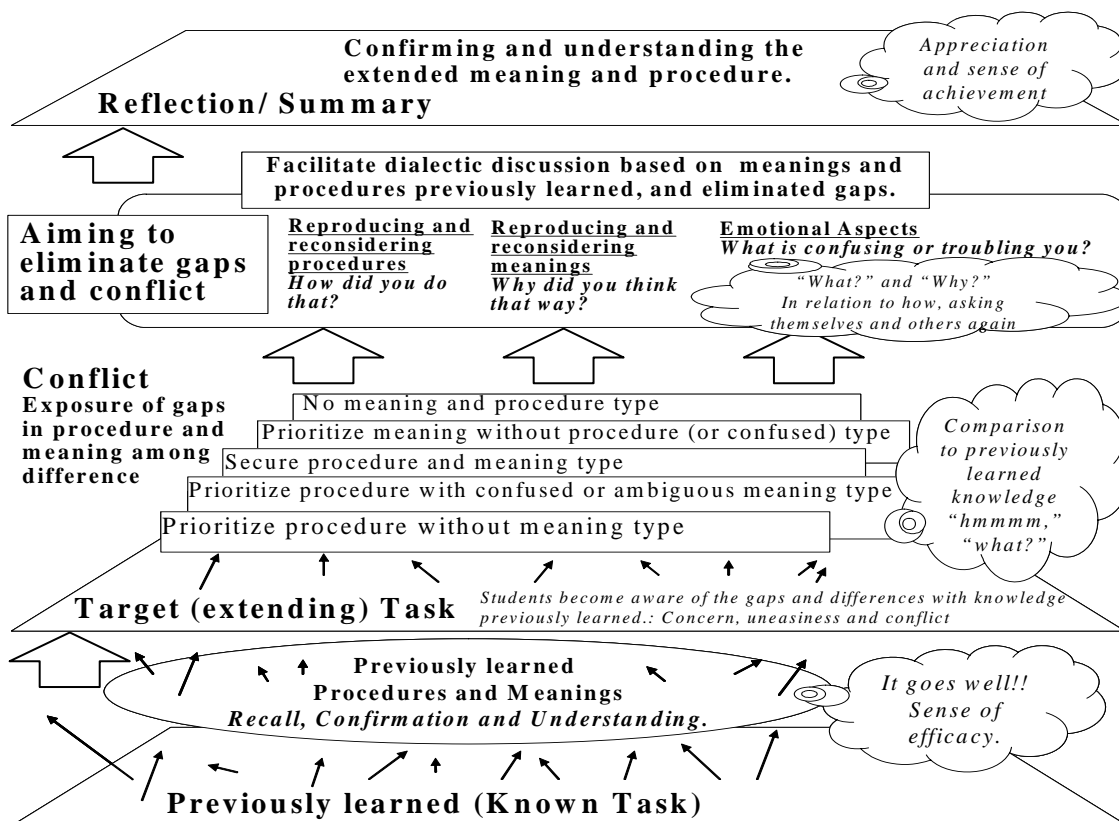 Confirming and understanding the
extended meaning and procedure.
Reflection/ Summary
Appreciation
and sense of
achievement
Facilitate dialectic discussion based on meanings and
procedures previously learned, and eliminated gaps.
Aiming to
eliminate gaps
and conflict
Reproducing and
reconsidering
procedures
How did you do
that?
Reproducing and
reconsidering
meanings
Why did you think
that way?
Emotional Aspects
What is confusing or troubling you?
“What?” and “Why?”
In relation to how, asking
themselves and others again
Conflict
Exposure of gaps
in procedure and
meaning among
difference
No meaning and procedure type
Prioritize meaning without procedure (or confused) type
Secure procedure and meaning type
Prioritize procedure with confused or ambiguous meaning type
Prioritize procedure without meaning type
Comparison
to previously
learned
knowledge
“hmmmm,”
“what?”
Target (extending) Task
Students become aware of the gaps and differences with knowledge
previously learned.: Concern, uneasiness and conflict
Previously learned
Procedures and Meanings
Recall, Confirmation and Understanding.
It goes well!!
Sense of
efficacy.
Previously learned (Known Task)